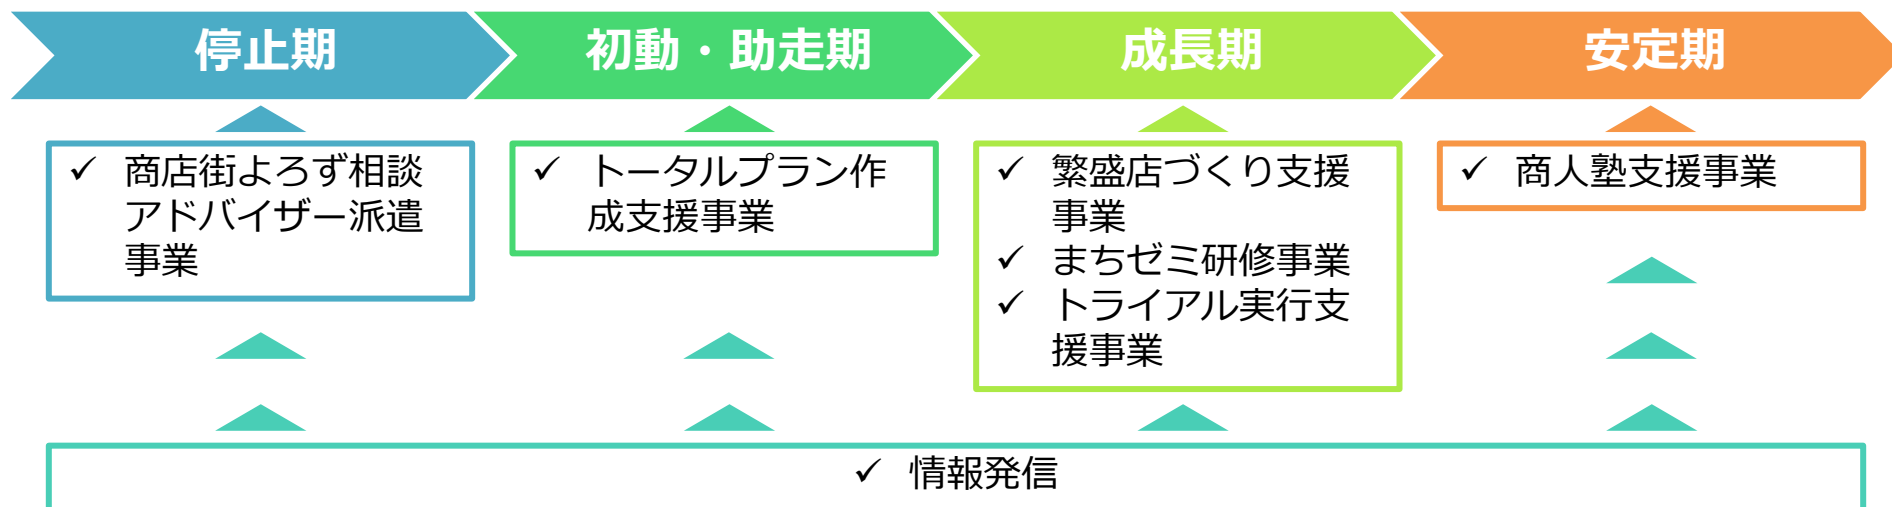 停止期
初動・助走期
成長期
安定期
✓ 商店街よろず相談
アドバイザー派遣
事業
✓ トータルプラン作
成支援事業
✓ 繁盛店づくり支援
事業
✓ まちゼミ研修事業
✓ トライアル実行支
援事業
✓ 商人塾支援事業
✓ 情報発信